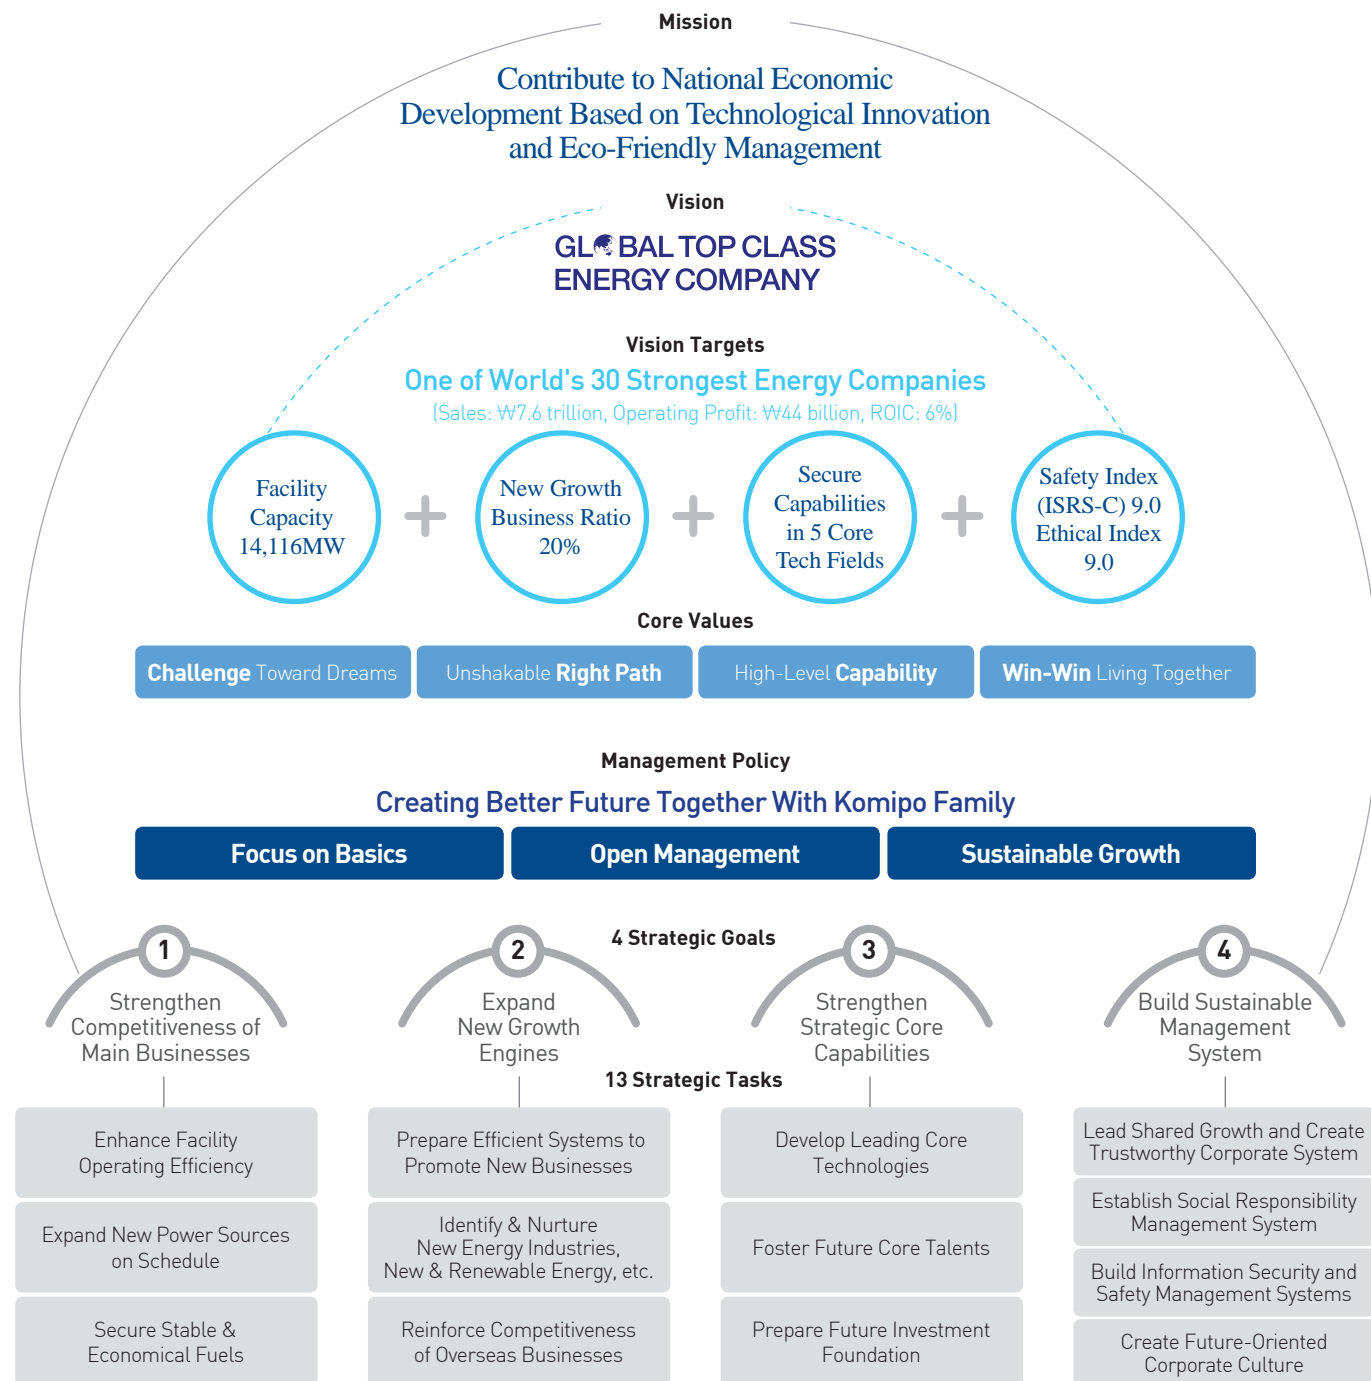 Mission
Contribute to National Economic
Development Based on Technological Innovation
and Eco-Friendly Management
Vision
GLOBAL TOP CLASS
ENERGY COMPANY
Vision Targets
One of World's 30 Strongest Energy Companies
(Sales: ₩7.6 trillion, Operating Profit: ₩44 billion, ROIC: 6%)
Facility
Capacity
14,116MW
New Growth
Business Ratio
20%
Secure
Capabilities
in 5 Core
Tech Fields
Safety Index
(ISRS-C) 9.0
Ethical Index
9.0
Core Values
Challenge Toward Dreams
Unshakable Right Path
High-Level Capability
Win-Win Living Together
Management Policy
Creating Better Future Together With Komipo Family
Focus on Basics
Open Management
Sustainable Growth
4 Strategic Goals
1
Strengthen
Competitiveness of
Main Businesses
2
Expand
New Growth
Engines
3
Strengthen
Strategic Core
Capabilities
4
Build Sustainable
Management
System
13 Strategic Tasks
Enhance Facility
Operating Efficiency
Expand New Power Sources
on Schedule
Secure Stable &
Economical Fuels
Prepare Efficient Systems to
Promote New Businesses
Identify & Nurture
New Energy Industries,
New & Renewable Energy, etc.
Reinforce Competitiveness
of Overseas Businesses
Develop Leading Core
Technologies
Foster Future Core Talents
Prepare Future Investment
Foundation
Lead Shared Growth and Create
Trustworthy Corporate System
Establish Social Responsibility
Management System
Build Information Security and
Safety Management Systems
Create Future-Oriented
Corporate Culture